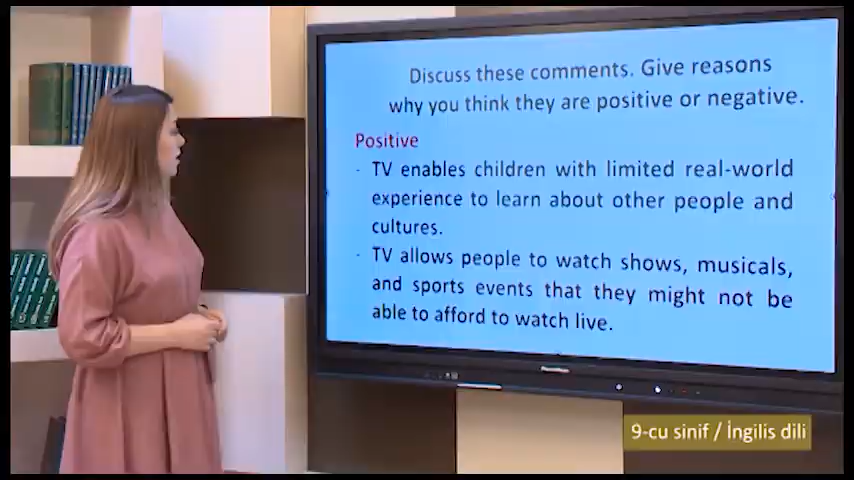 Discuss these comments. Give reasons
why you think they are positive or negative.
Positive
- TV enables children with limited real-world
experience to learn about other people and
cultures.
- TV allows people to watch shows, musicals,
and sports events that they might not be
able to afford to watch live.
9-cu sinif / İngilis dili